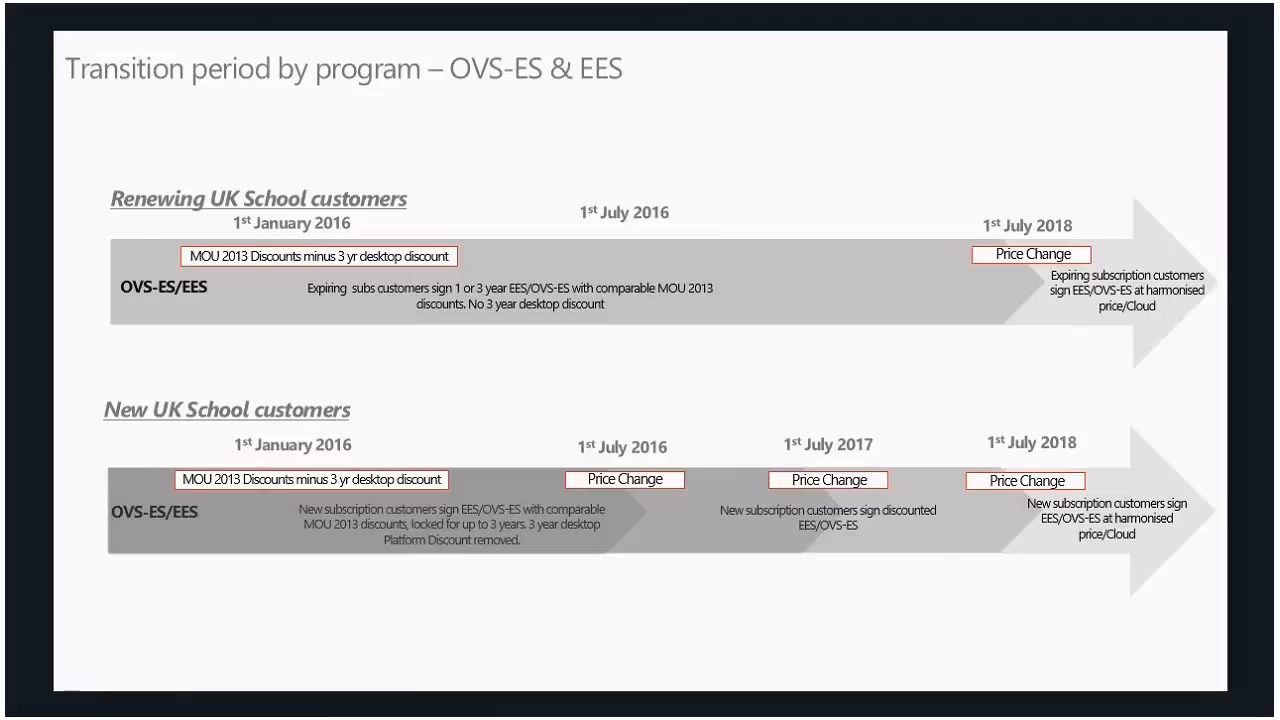 Transition period by program – OVS-ES & EES
Renewing UK School customers
1st January 2016
1st July 2016
1st July 2018
MOU 2013 Discounts minus 3 yr desktop discount
Price Change
OVS-ES/EES
Expiring subs customers sign 1 or 3 year EES/OVS-ES with comparable MOU 2013
discounts. No 3 year desktop discount
Expiring subscription customers
sign EES/OVS-ES at harmonised
price/Cloud
New UK School customers
1st January 2016
1st July 2016
1st July 2017
1st July 2018
MOU 2013 Discounts minus 3 yr desktop discount
Price Change
Price Change
Price Change
OVS-ES/EES
New subscription customers sign EES/OVS-ES with comparable
MOU 2013 discounts, locked for up to 3 years. 3 year desktop
Platform Discount removed.
New subscription customers sign discounted
EES/OVS-ES
New subscription customers sign
EES/OVS-ES at harmonised
price/Cloud